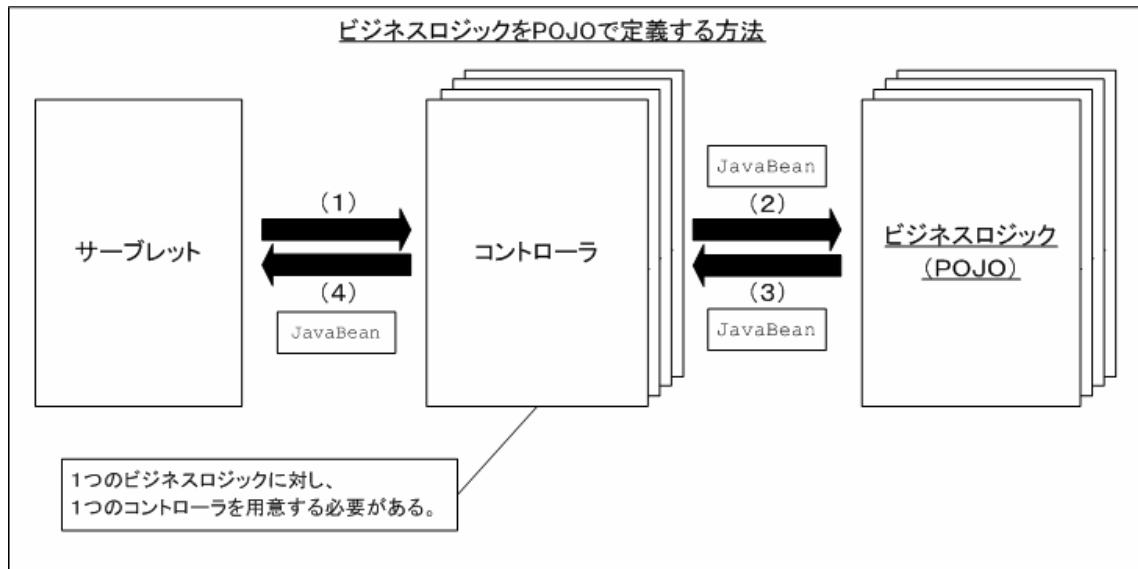 ビジネスロジックをPOJOで定義する方法
サーブレット
(1)
(4)
JavaBean
コントローラ
JavaBean
(2)
(3)
JavaBean
ビジネスロジック
(POJO)
1つのビジネスロジックに対し、
1つのコントローラを用意する必要がある。